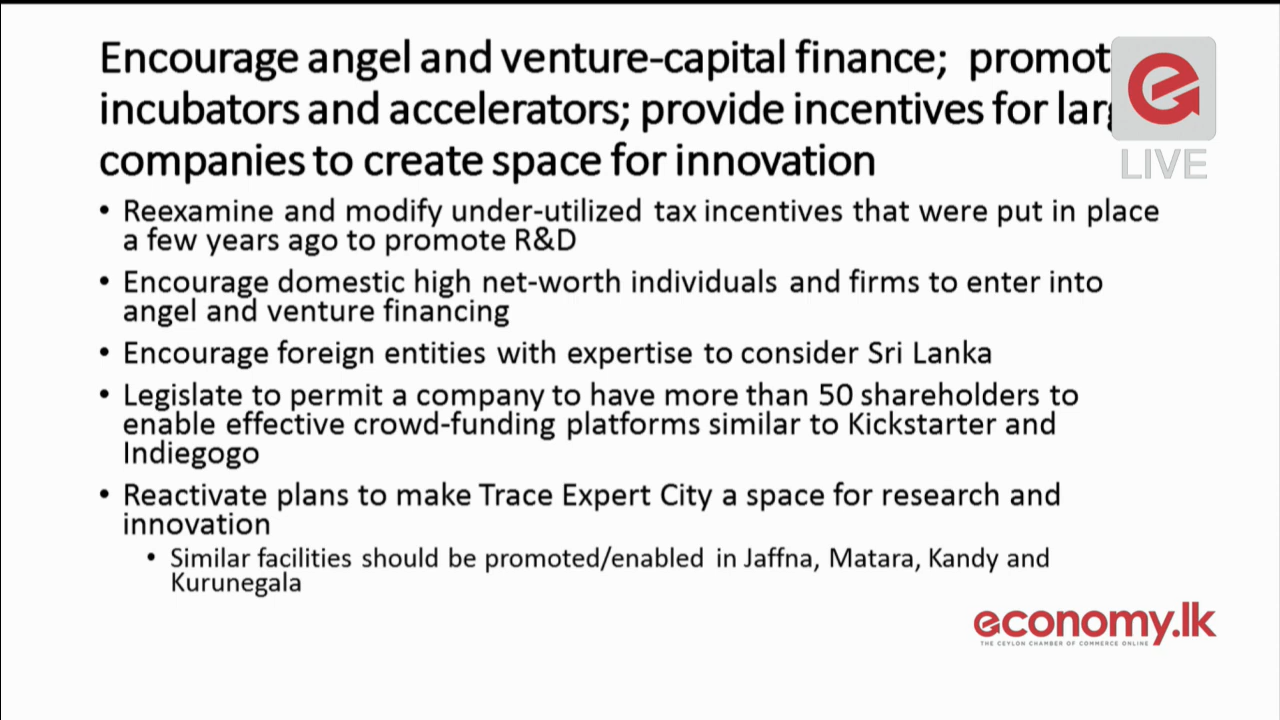 Encourage angel and venture-capital finance; promot
incubators and accelerators; provide incentives for lar
companies to create space for innovation
LIVE
• Reexamine and modify under-utilized tax incentives that were put in place
a few years ago to promote R&D
• Encourage domestic high net-worth individuals and firms to enter into
angel and venture financing
• Encourage foreign entities with expertise to consider Sri Lanka
• Legislate to permit a company to have more than 50 shareholders to
enable effective crowd-funding platforms similar to Kickstarter and
Indiegogo
• Reactivate plans to make Trace Expert City a space for research and
innovation
• Similar facilities should be promoted/enabled in Jaffna, Matara, Kandy and
Kurunegala
economy.lk
THE CEYLON CHAMBER OF COMMERCE ONLINE